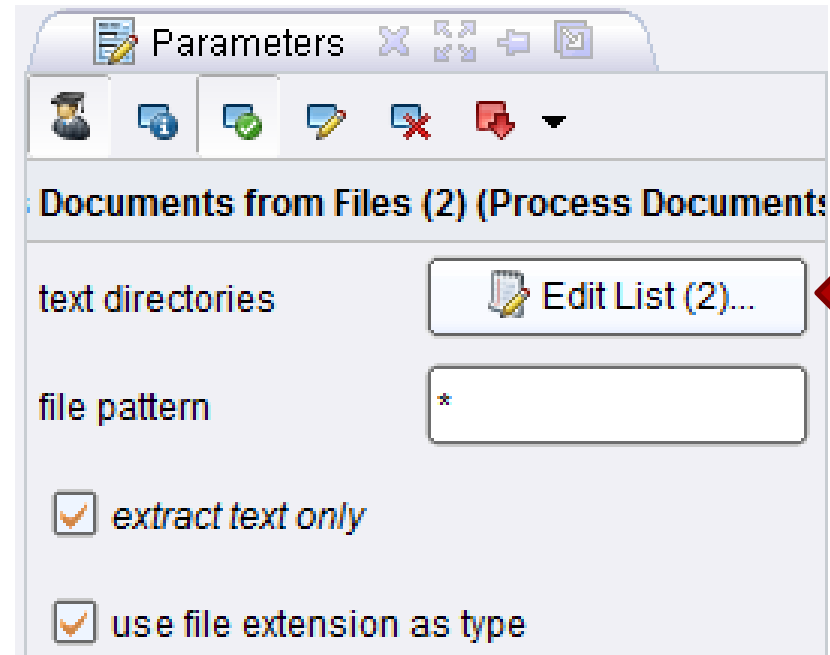 Parameters
Documents from Files (2) (Process Documents
text directories
Edit List (2)...
file pattern
*
extract text only
use file extension as type